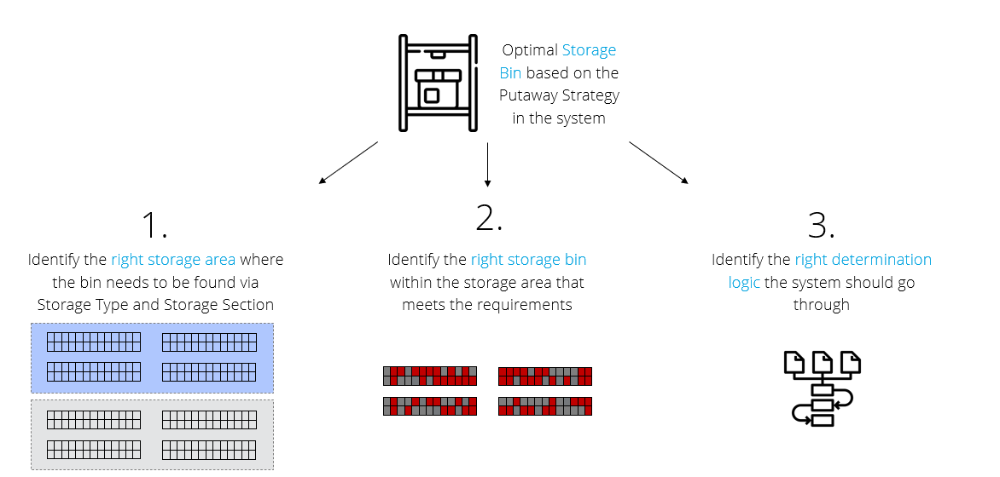 Optimal Storage
Bin based on the
Putaway Strategy
in the system
1.
Identify the right storage area where
the bin needs to be found via
Storage Type and Storage Section
2.
Identify the right storage bin
within the storage area that
meets the requirements
3.
Identify the right determination
logic the system should go
through